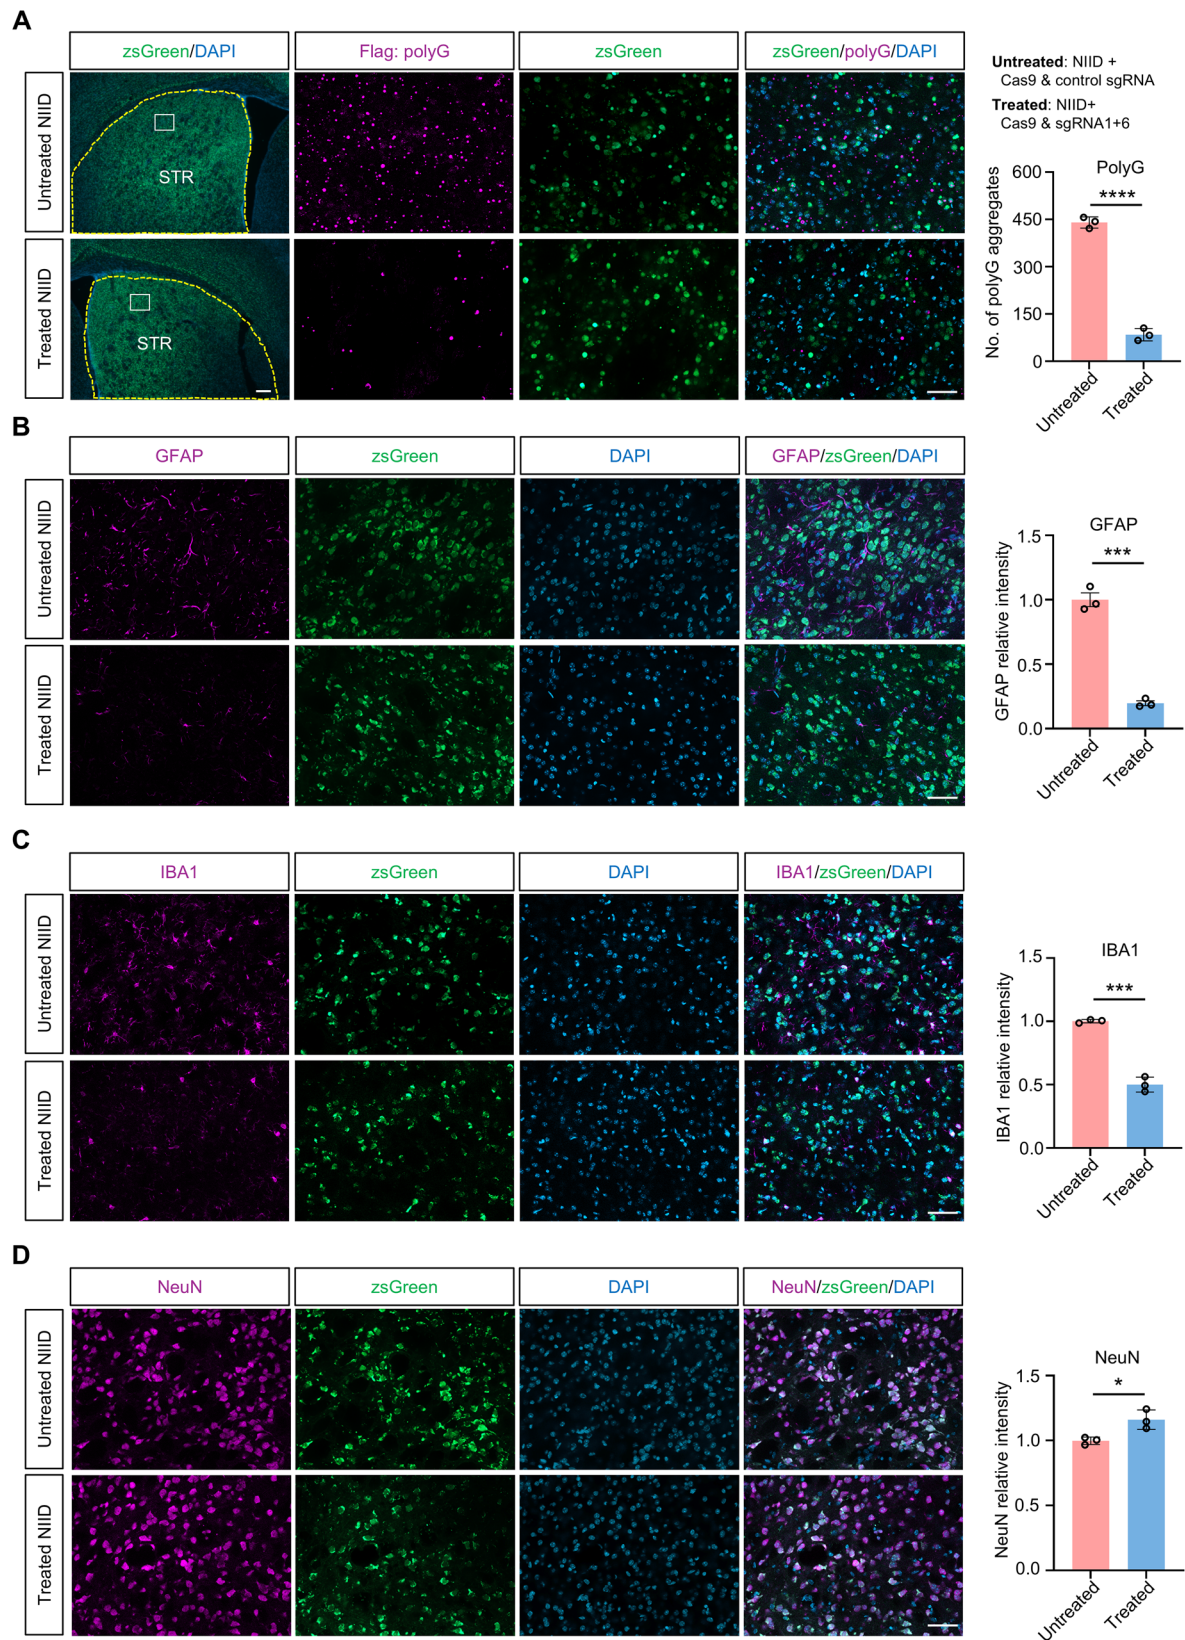 A
zsGreen/DAPI
Flag: polyG
zsGreen
zsGreen/polyG/DAPI
Untreated NIID
STR
Treated NIID
STR
Untreated: NIID +
Cas9 & control sgRNA
Treated: NIID+
Cas9 & sgRNA1+6
PolyG
****
No. of polyG aggregates
600
450
300
150
0
Untreated
Treated
B
GFAP
zsGreen
DAPI
GFAP/zsGreen/DAPI
Untreated NIID
Treated NIID
GFAP
***
GFAP relative intensity
1.5
1.0
0.5
0.0
Untreated
Treated
C
IBA1
zsGreen
DAPI
IBA1/zsGreen/DAPI
Untreated NIID
Treated NIID
IBA1
***
IBA1 relative intensity
1.5
1.0
0.5
0.0
Untreated
Treated
D
NeuN
zsGreen
DAPI
NeuN/zsGreen/DAPI
Untreated NIID
Treated NIID
NeuN
*
NeuN relative intensity
1.5
1.0
0.5
0.0
Untreated
Treated